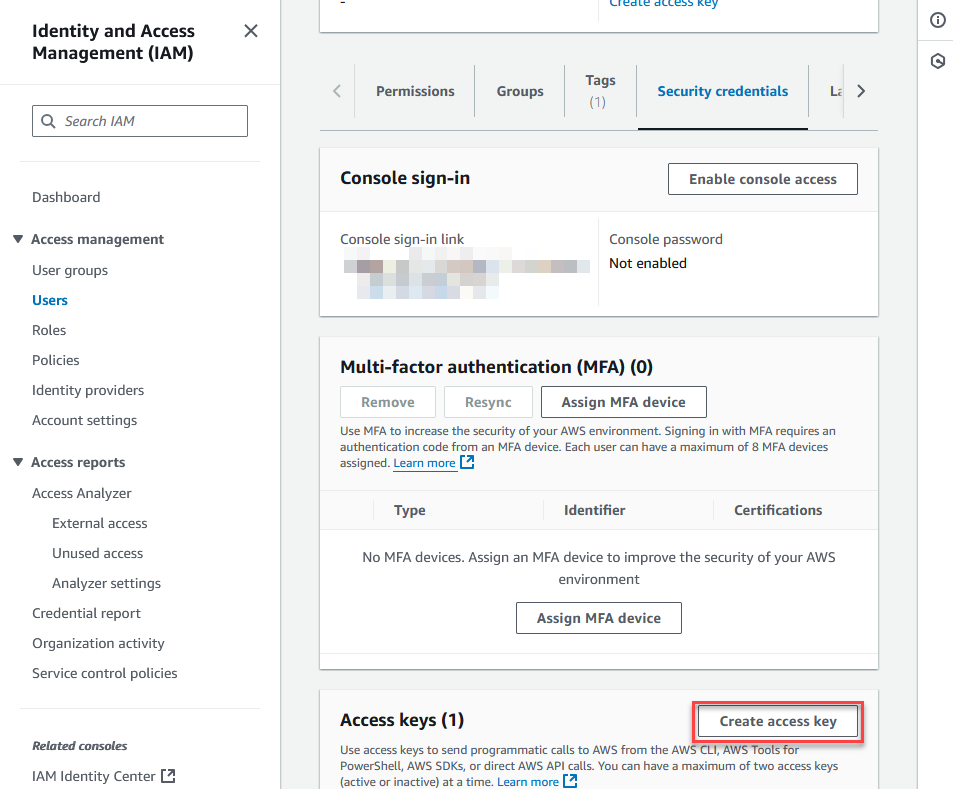 Identity and Access
Management (IAM)
Search IAM
Dashboard
Access management
User groups
Users
Roles
Policies
Identity providers
Account settings
Access reports
Access Analyzer
External access
Unused access
Analyzer settings
Credential report
Organization activity
Service control policies
Related consoles
IAM Identity Center
-
Create access key
Permissions
Groups
Tags
(1)
Security credentials
Console sign-in
Enable console access
Console sign-in link
Console password
Not enabled
Multi-factor authentication (MFA) (0)
Remove
Resync
Assign MFA device
Use MFA to increase the security of your AWS environment. Signing in with MFA requires an
authentication code from an MFA device. Each user can have a maximum of 8 MFA devices
assigned. Learn more
Type
Identifier
Certifications
No MFA devices. Assign an MFA device to improve the security of your AWS
environment
Assign MFA device
Access keys (1)
Create access key
Use access keys to send programmatic calls to AWS from the AWS CLI, AWS Tools for
PowerShell, AWS SDKs, or direct AWS API calls. You can have a maximum of two access keys
(active or inactive) at a time. Learn more